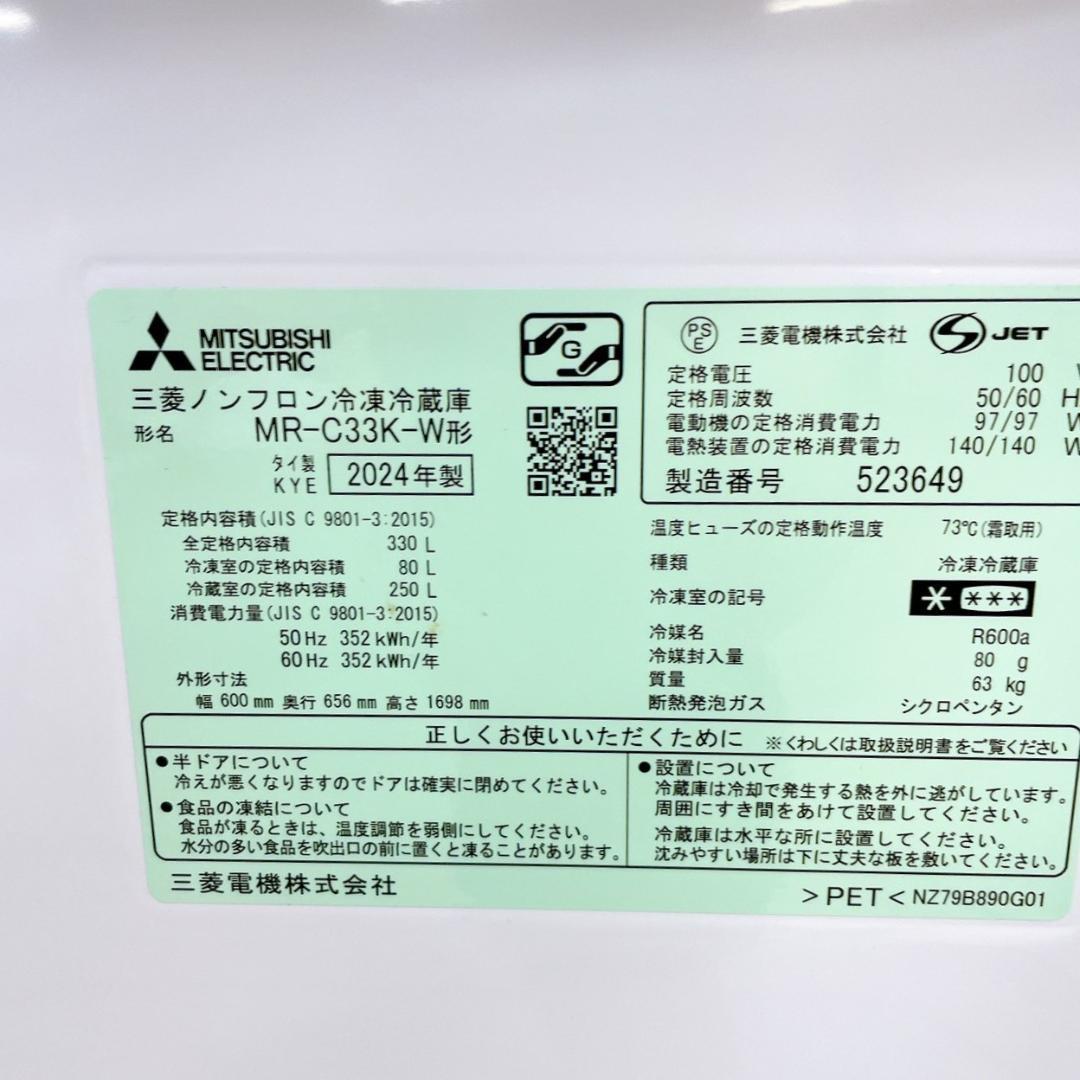 MITSUBISHI
ELECTRIC
三菱ノンフロン冷凍冷蔵庫
形名 MR-C33K-W形
タイ製
KYE 2024年製
定格内容積(JIS C 9801-3:2015)
全定格内容積 330 L
冷凍室の定格内容積 80 L
冷蔵室の定格内容積 250 L
消費電力量(JIS C 9801-3:2015)
50Hz 352kWh/年
60Hz 352kWh/年
外形寸法
幅 600mm 奥行 656mm 高さ 1698mm
G
PS
E
三菱電機株式会社
S JET
定格電圧 100 V
定格周波数 50/60 H
電動機の定格消費電力 97/97 W
電熱装置の定格消費電力 140/140 W
製造番号 523649
温度ヒューズの定格動作温度 73℃(霜取用)
種類 冷凍冷蔵庫
冷凍室の記号 * ***
冷媒名 R600a
冷媒封入量 80 g
質量 63 kg
断熱発泡ガス シクロペンタン
正しくお使いいただくために ※くわしくは取扱説明書をご覧ください
●半ドアについて
冷えが悪くなりますのでドアは確実に閉めてください。
●食品の凍結について
食品が凍るときは、温度調節を弱側にしてください。
水分の多い食品を吹出口の前に置くと凍ることがあります。
●設置について
冷蔵庫は冷却で発生する熱を外に逃がしています。
周囲にすき間をあけて設置してください。
冷蔵庫は水平な所に設置してください。
沈みやすい場所は下に丈夫な板を敷いてください。
三菱電機株式会社
>PET< NZ79B890G01